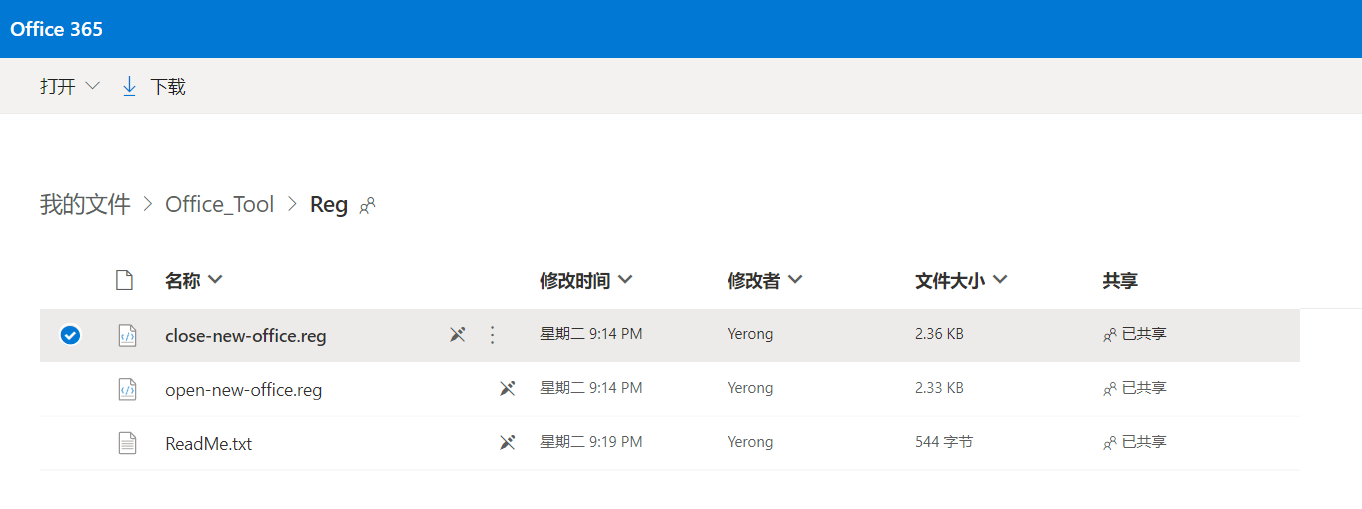 Office 365
打开 下载
我的文件 > Office_Tool > Reg
名称 修改时间 修改者 文件大小 共享
close-new-office.reg 星期二 9:14 PM Yerong 2.36 KB 已共享
open-new-office.reg 星期二 9:14 PM Yerong 2.33 KB 已共享
ReadMe.txt 星期二 9:19 PM Yerong 544 字节 已共享